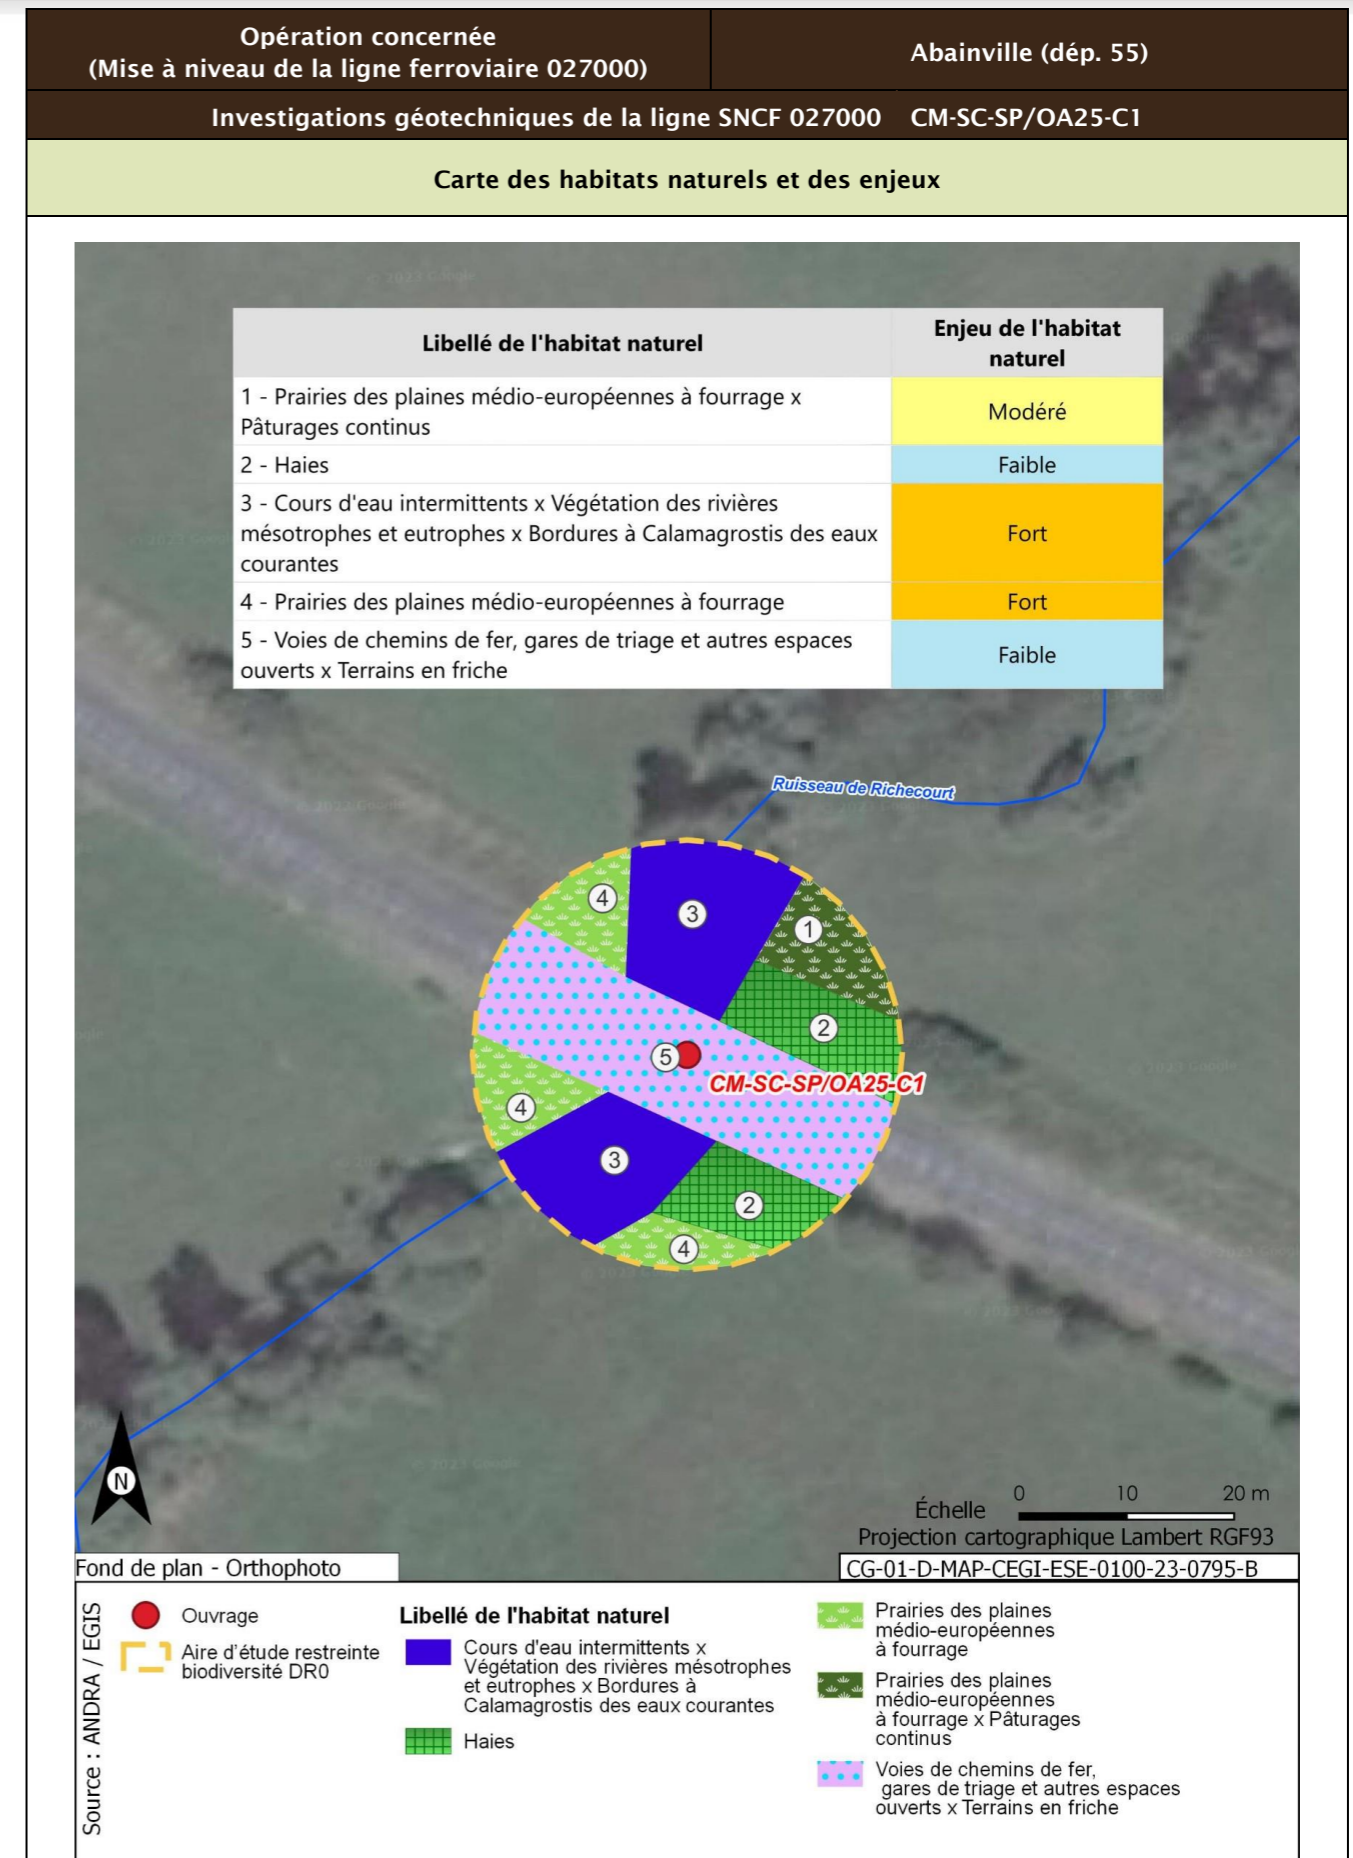 Opération concernée
(Mise à niveau de la ligne ferroviaire 027000)
Abainville (dép. 55)
Investigations géotechniques de la ligne SNCF 027000 CM-SC-SP/OA25-C1
Carte des habitats naturels et des enjeux
© 2023 Google
Libellé de l'habitat naturel
Enjeu de l'habitat
naturel
1 - Prairies des plaines médio-européennes à fourrage x
Pâturages continus
Modéré
2 - Haies
Faible
3 - Cours d'eau intermittents x Végétation des rivières
mésotrophes et eutrophes x Bordures à Calamagrostis des eaux
courantes
Fort
4 - Prairies des plaines médio-européennes à fourrage
Fort
5 - Voies de chemins de fer, gares de triage et autres espaces
ouverts x Terrains en friche
Faible
Ruisseau de Richecourt
© 2023 Google
4
3
1
2
5
CM-SC-SP/OA25-C1
4
3
2
4
© 2023 Google
N
Échelle
0 10 20 m
Projection cartographique Lambert RGF93
Fond de plan - Orthophoto
CG-01-D-MAP-CEGI-ESE-0100-23-0795-B
Source : ANDRA / EGIS
Ouvrage
Aire d'étude restreinte
biodiversité DR0
Libellé de l'habitat naturel
Cours d'eau intermittents x
Végétation des rivières mésotrophes
et eutrophes x Bordures à
Calamagrostis des eaux courantes
Haies
Prairies des plaines
médio-européennes
à fourrage
Prairies des plaines
médio-européennes
à fourrage x Pâturages
continus
Voies de chemins de fer,
gares de triage et autres espaces
ouverts x Terrains en friche